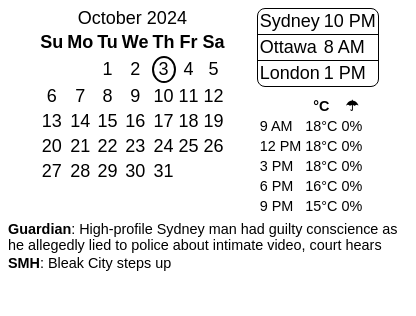 October 2024
Su Mo Tu We Th Fr Sa
1 2 3 4 5
6 7 8 9 10 11 12
13 14 15 16 17 18 19
20 21 22 23 24 25 26
27 28 29 30 31
Sydney 10 PM
Ottawa 8 AM
London 1 PM
°C ☂
9 AM 18°C 0%
12 PM 18°C 0%
3 PM 18°C 0%
6 PM 16°C 0%
9 PM 15°C 0%
Guardian: High-profile Sydney man had guilty conscience as
he allegedly lied to police about intimate video, court hears
SMH: Bleak City steps up